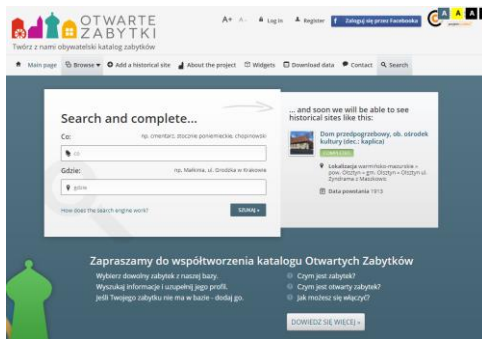 OTWARTE
ZABYTKI
Twórz z nami obywatelski katalog zabytków
A+ A-
Log in
Register
f Zaloguj się przez Facebooka
A A A
Main page
Browse
Add a historical site
About the project
Widgets
Download data
Contact
Search
Search and complete...
Co:
np. cmentarz, stocznie poniemieckie, chopinowski
co
Gdzie:
np. Małkinia, ul. Grodzka w Krakowie
gdzie
How does the search engine work?
SZUKAJ »
... and soon we will be able to see
historical sites like this:
Dom przedpogrzebowy, ob. ośrodek
kultury (dec.: kaplica)
Lokalizacja warmińsko-mazurskie »
pow. Olsztyn » gm. Olsztyn » Olsztyn ul.
Zyndrama z Maszkowic
Data powstania 1913
Zapraszamy do współtworzenia katalogu Otwartych Zabytków
Wybierz dowolny zabytek z naszej bazy.
Wyszukaj informacje i uzupełnij jego profil.
Jeśli Twojego zabytku nie ma w bazie - dodaj go.
Czym jest zabytek?
Czym jest otwarty zabytek?
Jak możesz się włączyć?
DOWIEDZ SIĘ WIĘCEJ »